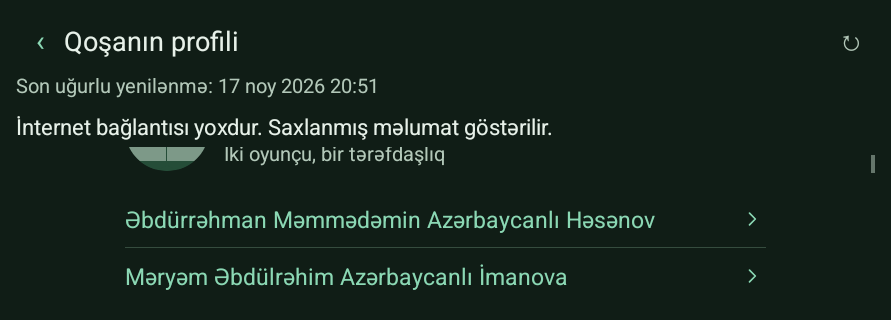 Qoşanın profili
Son uğurlu yenilənmə: 17 noy 2026 20:51
İnternet bağlantısı yoxdur. Saxlanmış məlumat göstərilir.
İki oyunçu, bir tərəfdaşlıq
Əbdürrəhman Məmmədəmin Azərbaycanlı Həsənov
Məryəm Əbdülrəhim Azərbaycanlı İmanova